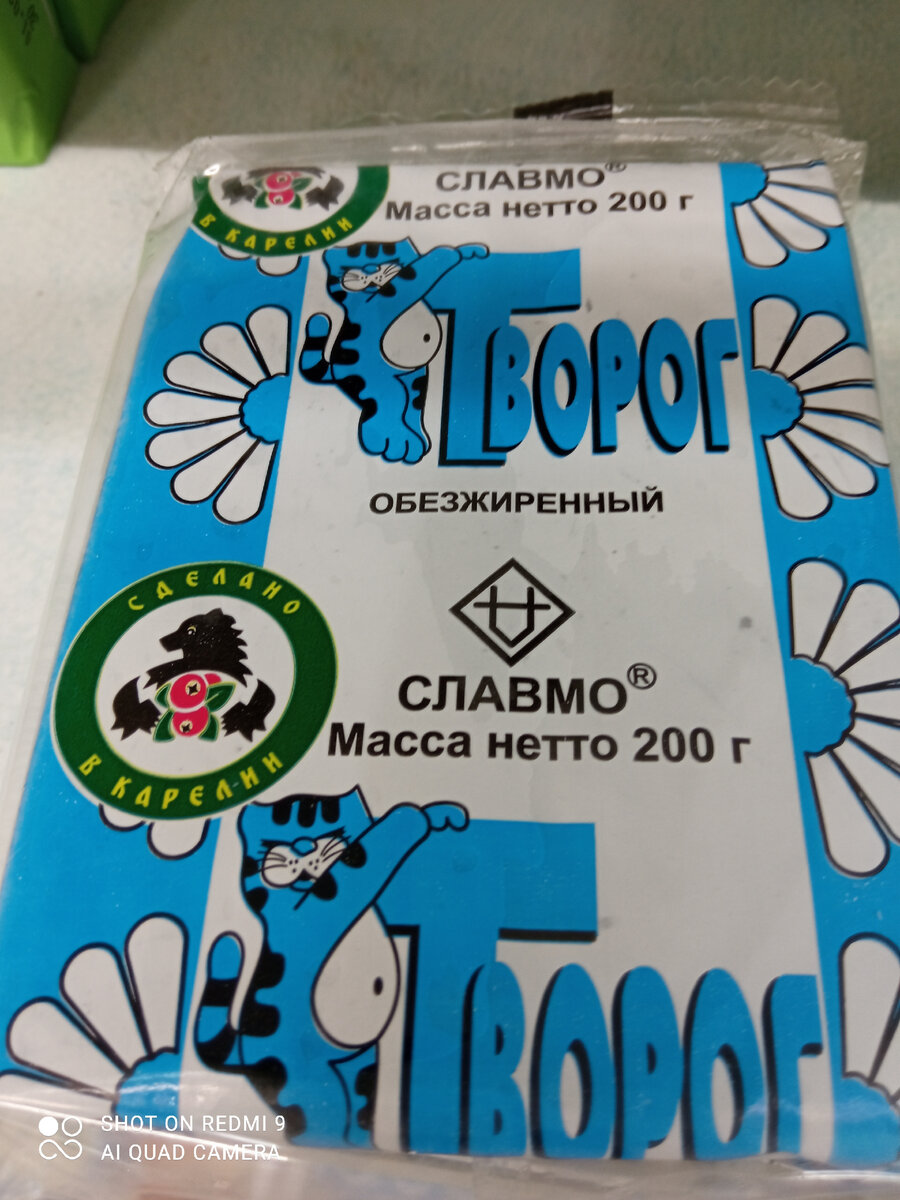 СЛАВМО®
Масса нетто 200 г
В КАРЕЛИИ
ТВОРОГ
ОБЕЗЖИРЕННЫЙ
СДЕЛАНО
В КАРЕЛИИ
СЛАВМО®
Масса нетто 200 г
ТВОРОГ
SHOT ON REDMI 9
AI QUAD CAMERA